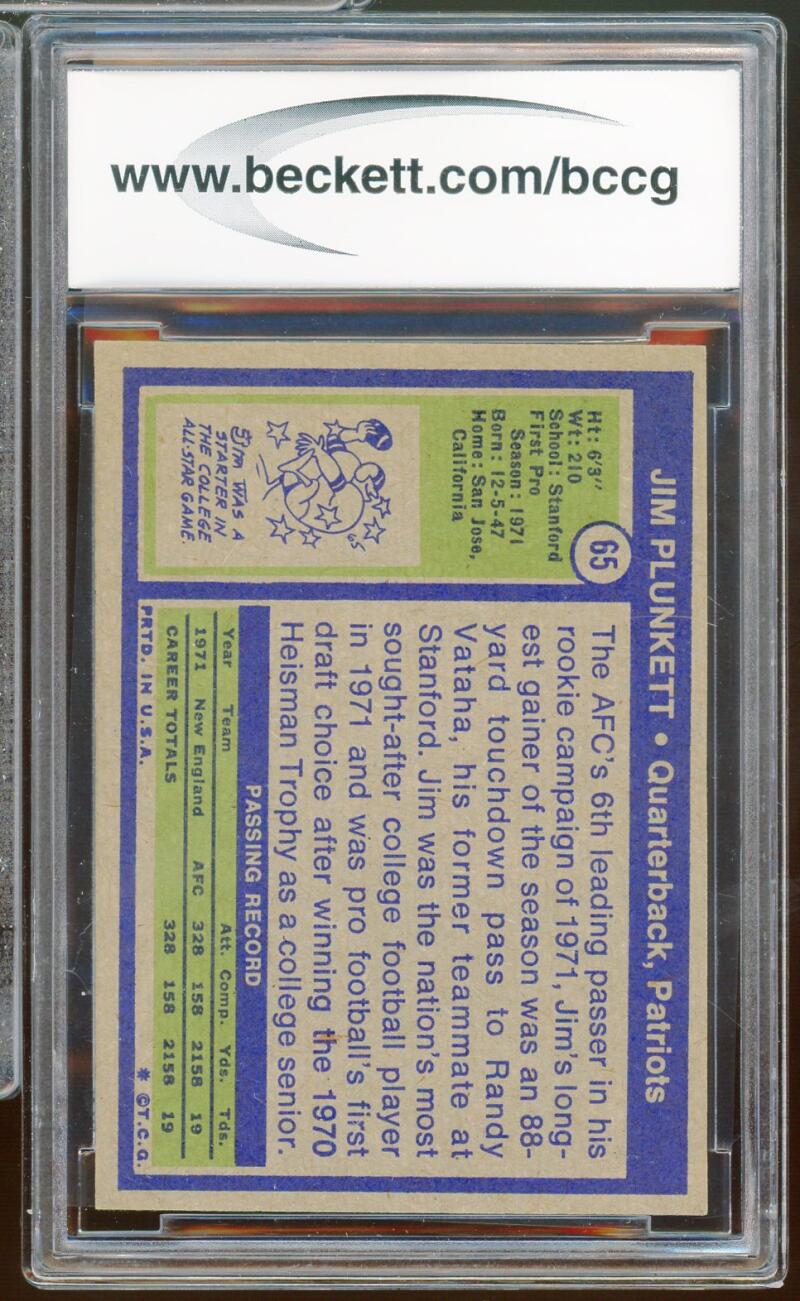 www.beckett.com/bccg
JIM PLUNKETT • Quarterback, Patriots
65
Ht: 6'3"
Wt: 210
School: Stanford
First Pro
Season: 1971
Born: 12-5-47
Home: San Jose,
California
65
JIM WAS A
STARTER IN
THE COLLEGE
ALL-STAR GAME.
The AFC's 6th leading passer in his
rookie campaign of 1971, Jim's long-
est gainer of the season was an 88-
yard touchdown pass to Randy
Vataha, his former teammate at
Stanford. Jim was the nation's most
sought-after college football player
in 1971 and was pro football's first
draft choice after winning the 1970
Heisman Trophy as a college senior.
PASSING RECORD
Year Team Att. Comp. Yds. Tds.
1971 New England AFC 328 158 2158 19
CAREER TOTALS 328 158 2158 19
PRTD. IN U.S.A. * ©T.C.G.